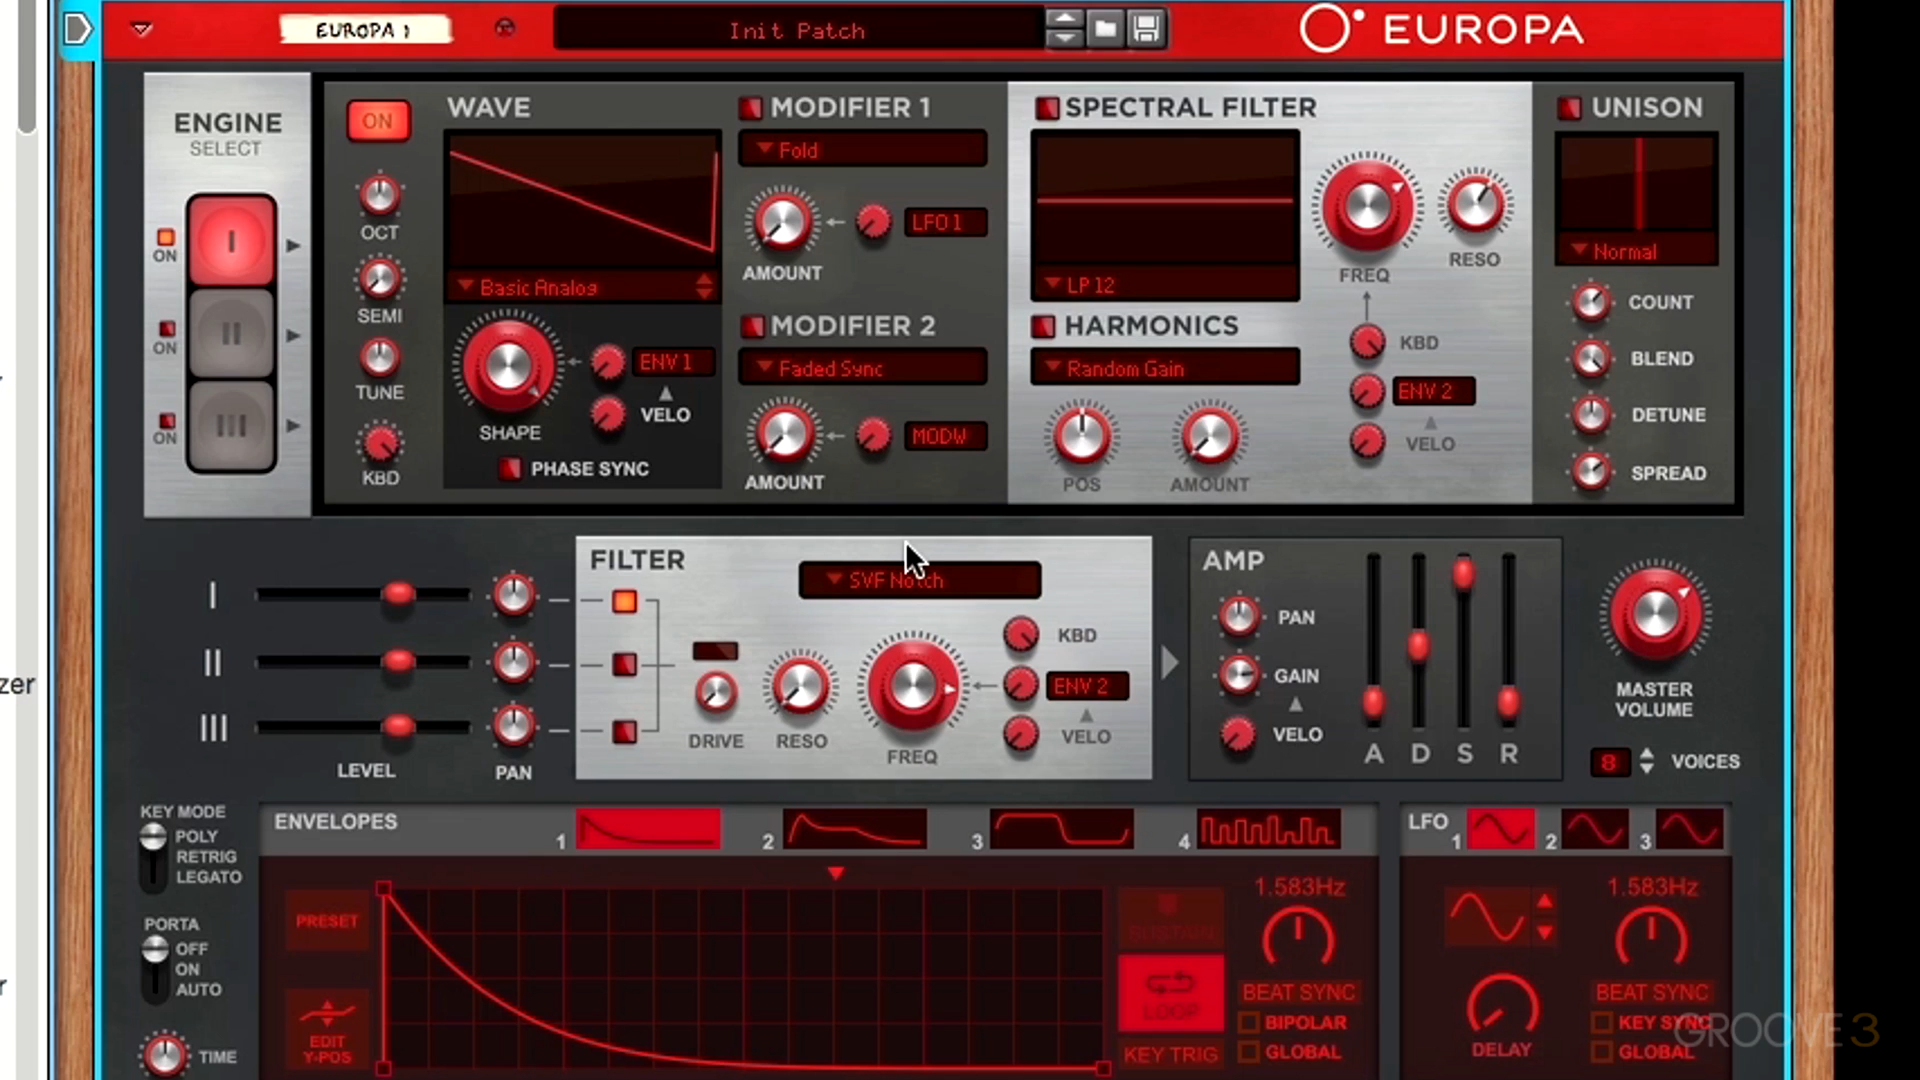 EUROPA 1
Init Patch
EUROPA
ENGINE
SELECT
ON
I
ON
II
ON
III
ON
OCT
SEMI
TUNE
KBD
WAVE
Basic Analog
SHAPE
ENV 1
VELO
PHASE SYNC
MODIFIER 1
Fold
AMOUNT
LFO 1
MODIFIER 2
Faded Sync
AMOUNT
MODW
SPECTRAL FILTER
LP 12
FREQ
RESO
KBD
ENV 2
VELO
HARMONICS
Random Gain
POS
AMOUNT
UNISON
Normal
COUNT
BLEND
DETUNE
SPREAD
I
II
III
LEVEL
PAN
FILTER
SVF Notch
DRIVE
RESO
FREQ
KBD
ENV 2
VELO
AMP
PAN
GAIN
VELO
A D S R
MASTER
VOLUME
8 VOICES
zer
r
KEY MODE
POLY
RETRIG
LEGATO
PORTA
OFF
ON
AUTO
TIME
ENVELOPES
1
2
3
4
PRESET
EDIT
Y-POS
SUSTAIN
LOOP
KEY TRIG
1.583Hz
BEAT SYNC
BIPOLAR
GLOBAL
LFO
1
2
3
1.583Hz
DELAY
BEAT SYNC
KEY SYNC
GLOBAL
GROOVE 3